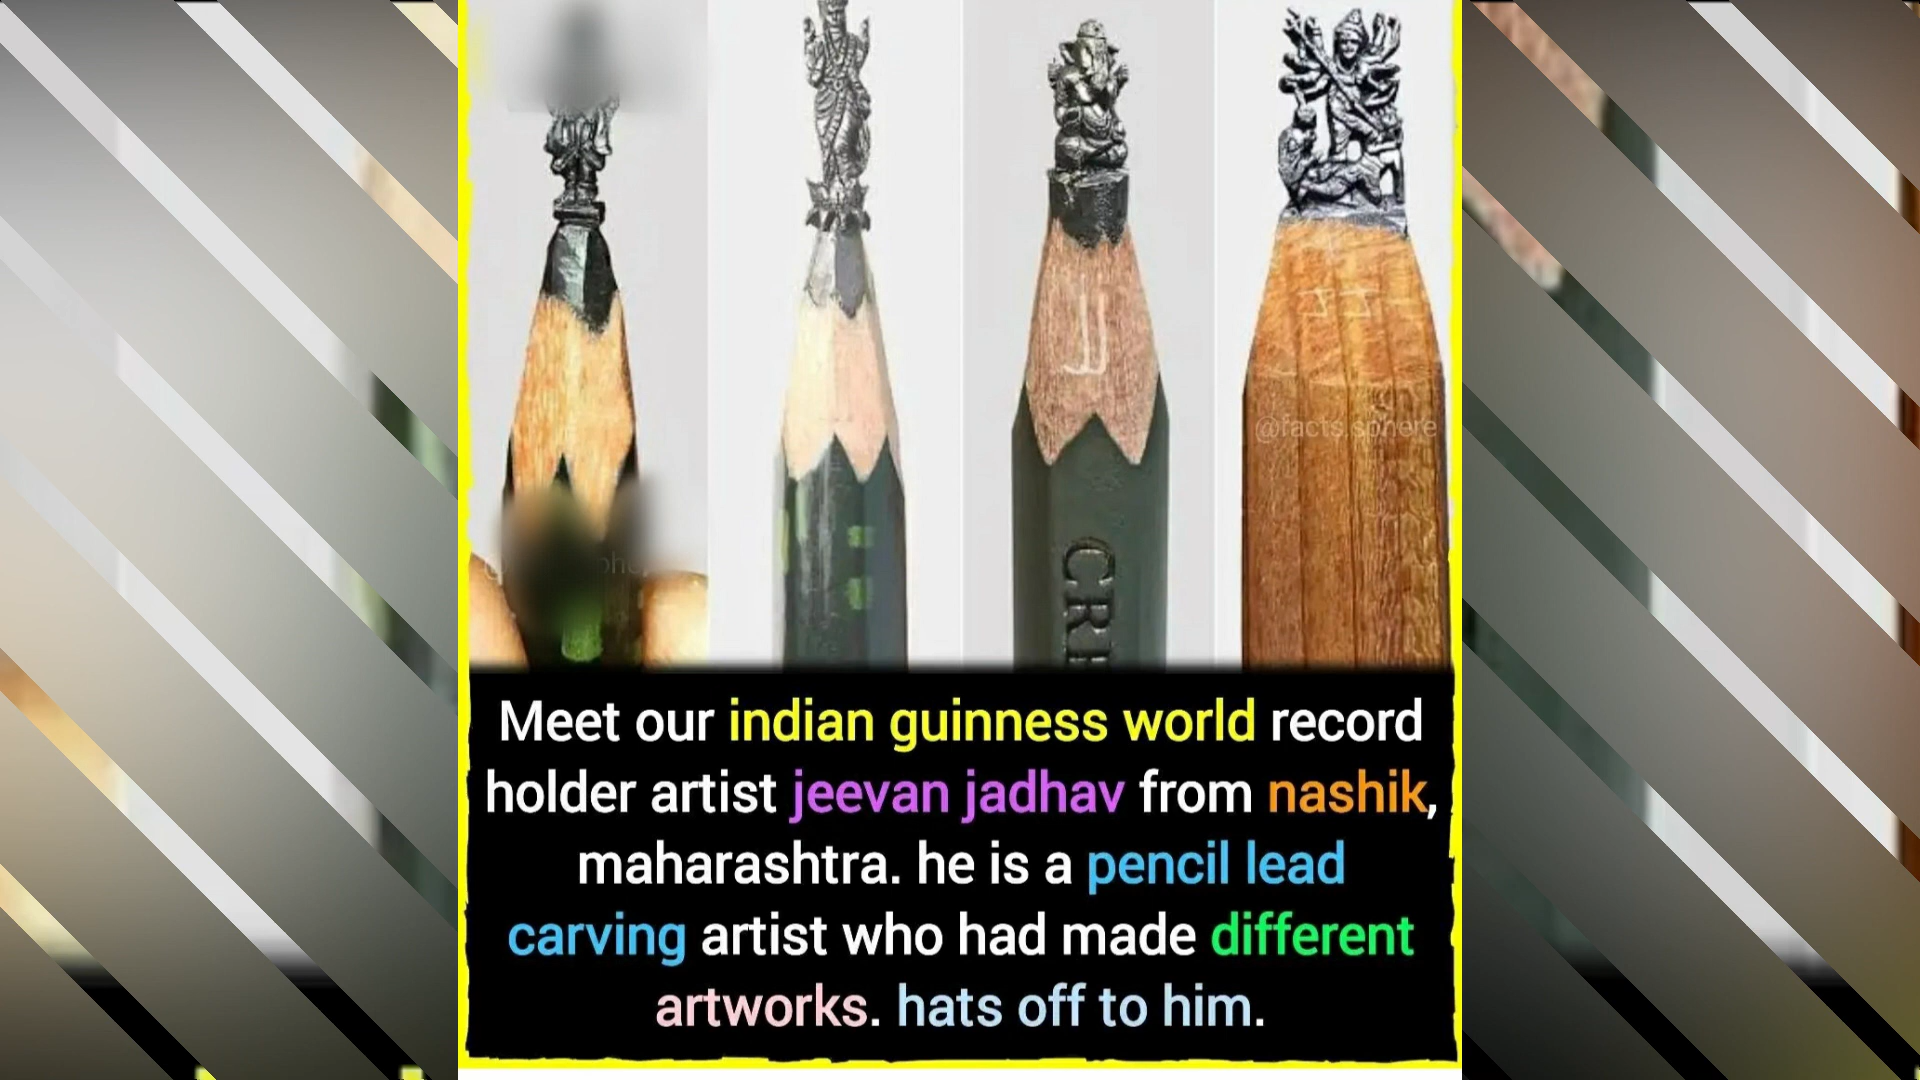 @facts.sphere
CR
Meet our indian guinness world record
holder artist jeevan jadhav from nashik,
maharashtra. he is a pencil lead
carving artist who had made different
artworks. hats off to him.